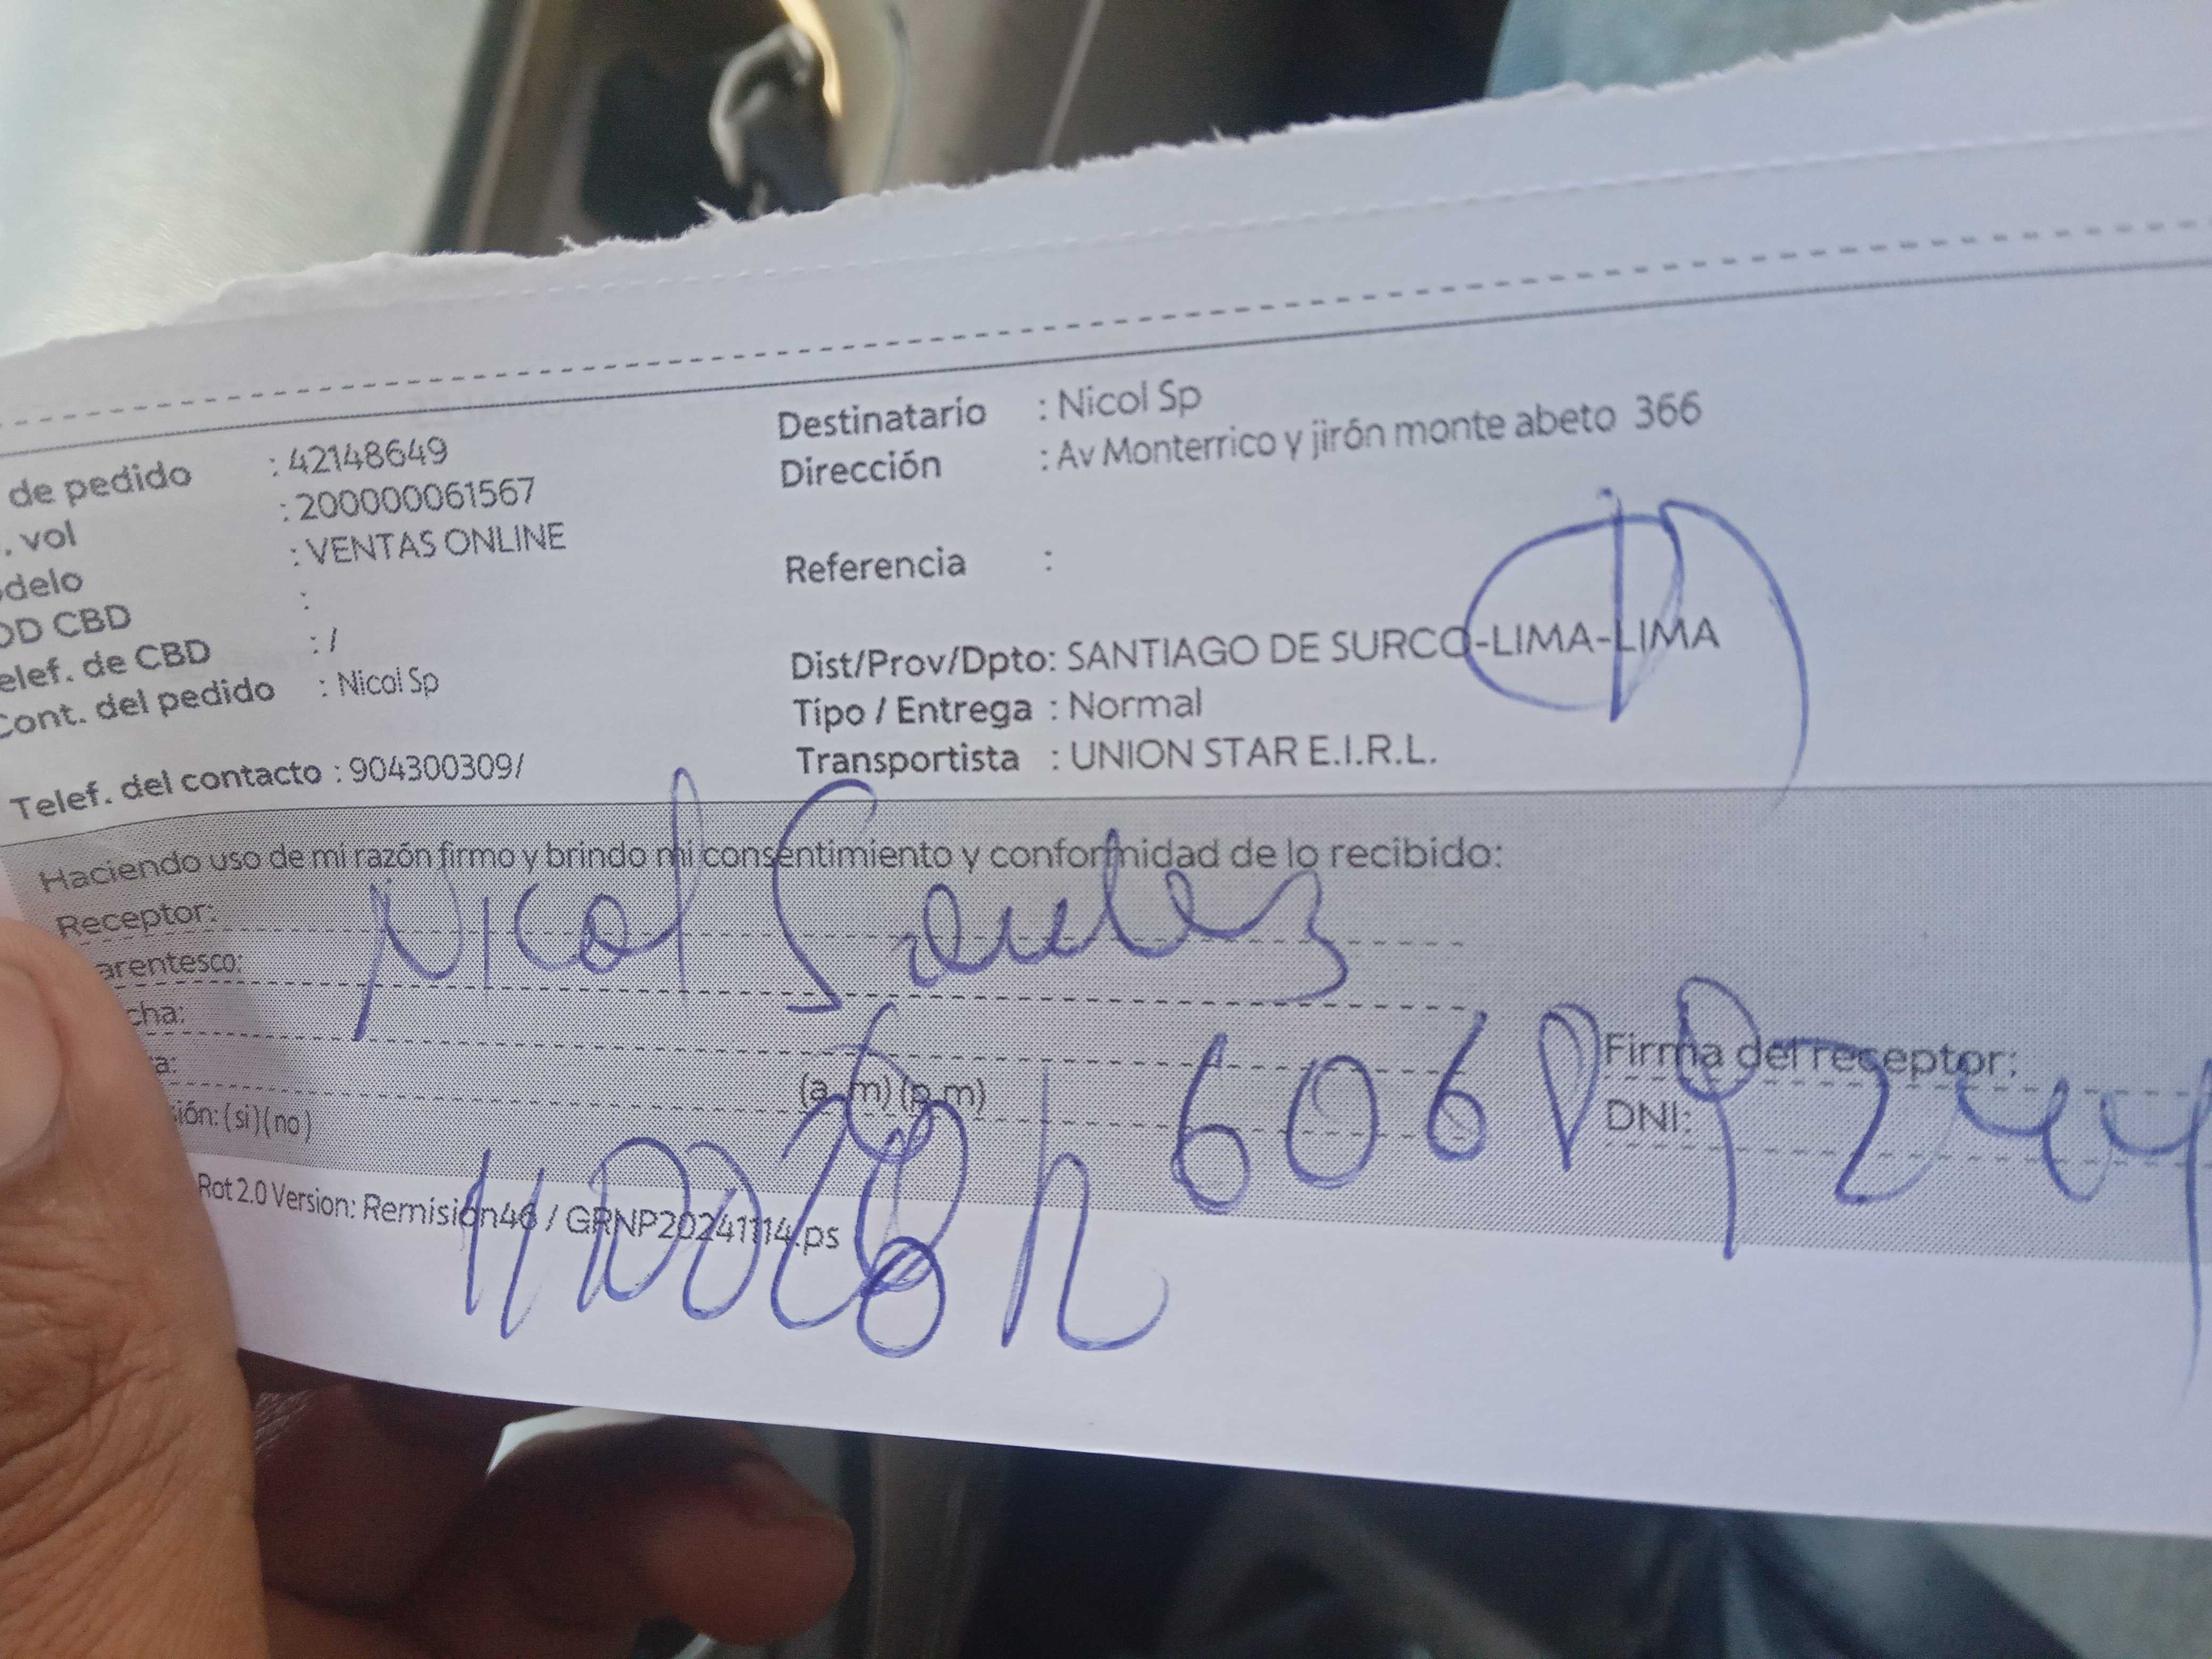 de pedido : 42148649
. vol : 200000061567
delo : VENTAS ONLINE
OD CBD :
elef. de CBD : /
Cont. del pedido : Nicol Sp
Telef. del contacto : 904300309/
Destinatario : Nicol Sp
Dirección : Av Monterrico y jirón monte abeto 366
Referencia :
Dist/Prov/Dpto: SANTIAGO DE SURCO-LIMA-LIMA
Tipo / Entrega : Normal
Transportista : UNION STAR E.I.R.L.
Haciendo uso de mi razón firmo y brindo mi consentimiento y conformidad de lo recibido:
Receptor: Nicol
arentesco:
cha:
a: (a.m) (p.m)
sión: (si)(no)
Firma del receptor:
DNI:
606
Rot 2.0 Version: Remisión46 / GRNP20241114.ps